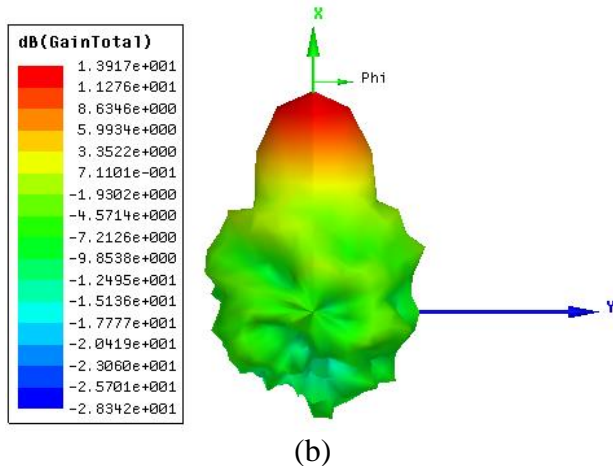 dB(GainTotal)
1.3917e+001
1.1276e+001
8.6346e+000
5.9934e+000
3.3522e+000
7.1101e-001
-1.9302e+000
-4.5714e+000
-7.2126e+000
-9.8538e+000
-1.2495e+001
-1.5136e+001
-1.7777e+001
-2.0419e+001
-2.3060e+001
-2.5701e+001
-2.8342e+001
X
Phi
Y
(b)